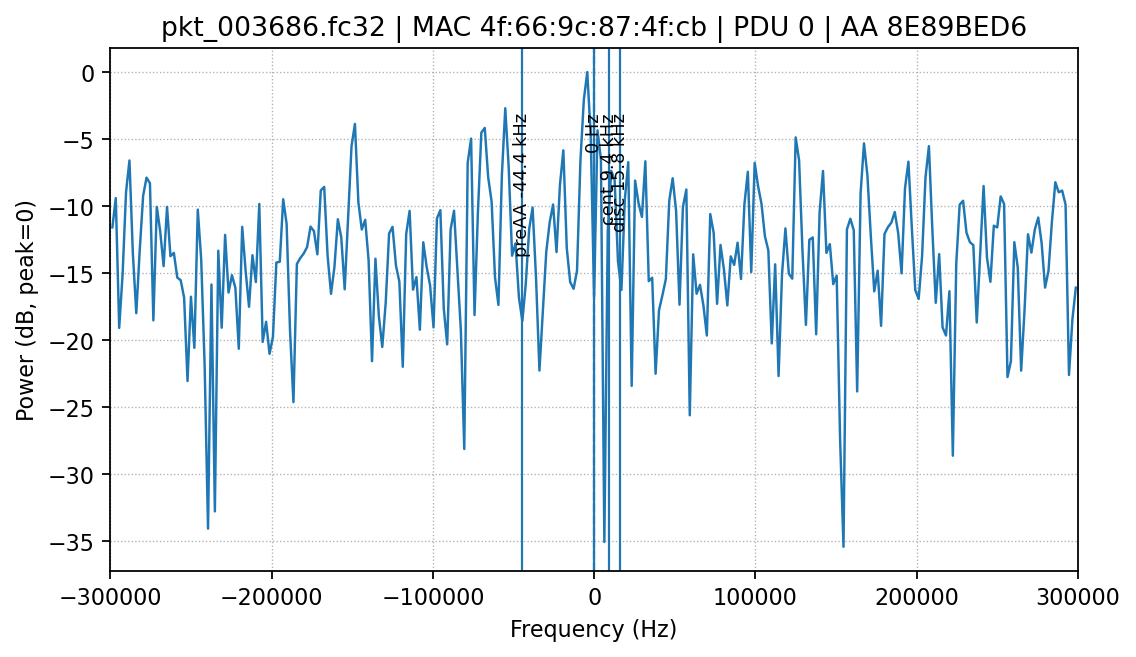 pkt_003686.fc32 | MAC 4f:66:9c:87:4f:cb | PDU 0 | AA 8E89BED6
Power (dB, peak=0)
0
−5
−10
−15
−20
−25
−30
−35
preAA -44.4 kHz
0 Hz
cent 9.4 kHz
disc 15.8 kHz
−300000
−200000
−100000
0
100000
200000
300000
Frequency (Hz)